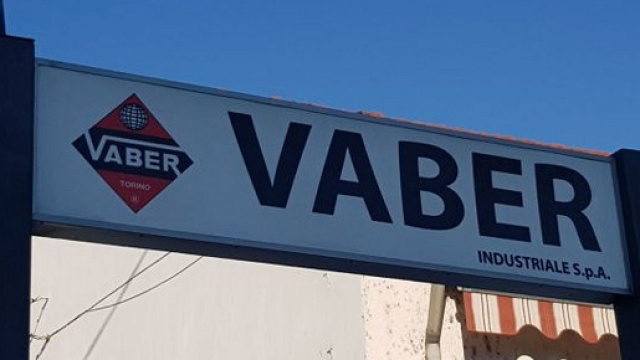 VABER
TORINO
®
VABER
INDUSTRIALE S.p.A.